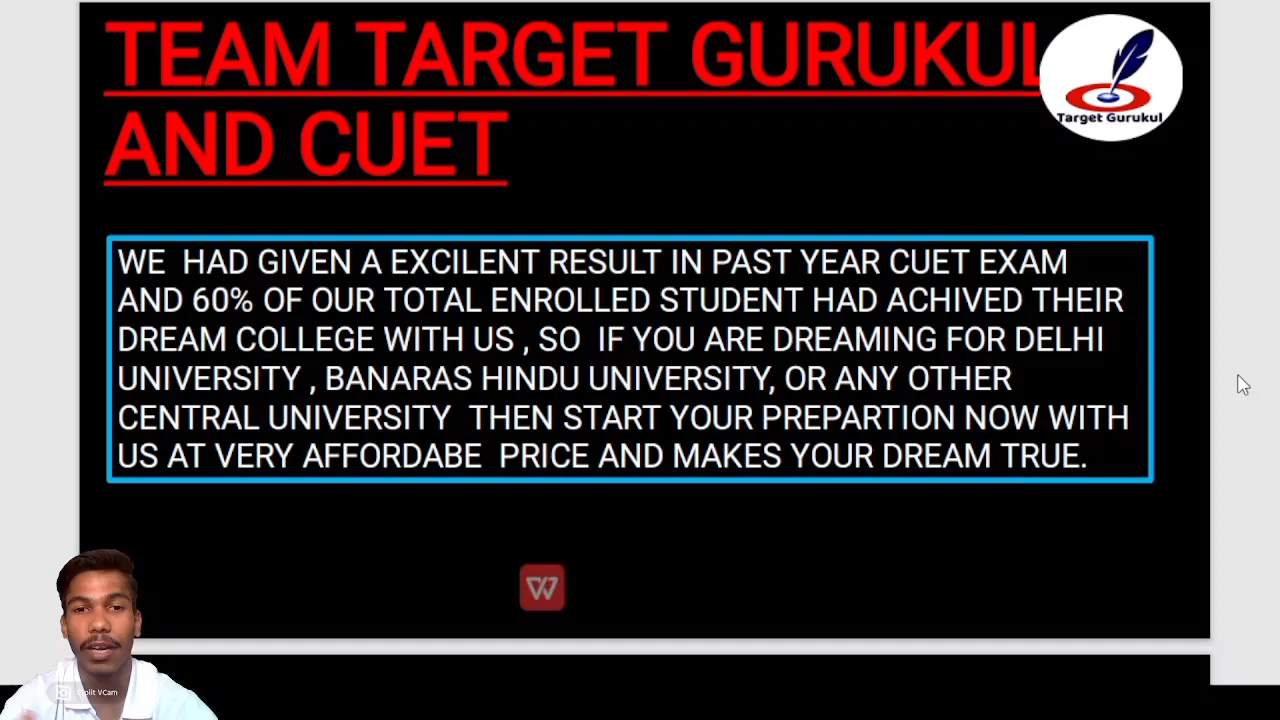 TEAM TARGET GURUKUL
AND CUET
Target Gurukul
WE HAD GIVEN A EXCILENT RESULT IN PAST YEAR CUET EXAM
AND 60% OF OUR TOTAL ENROLLED STUDENT HAD ACHIVED THEIR
DREAM COLLEGE WITH US , SO IF YOU ARE DREAMING FOR DELHI
UNIVERSITY , BANARAS HINDU UNIVERSITY, OR ANY OTHER
CENTRAL UNIVERSITY THEN START YOUR PREPARTION NOW WITH
US AT VERY AFFORDABE PRICE AND MAKES YOUR DREAM TRUE.
W
XSplit VCam